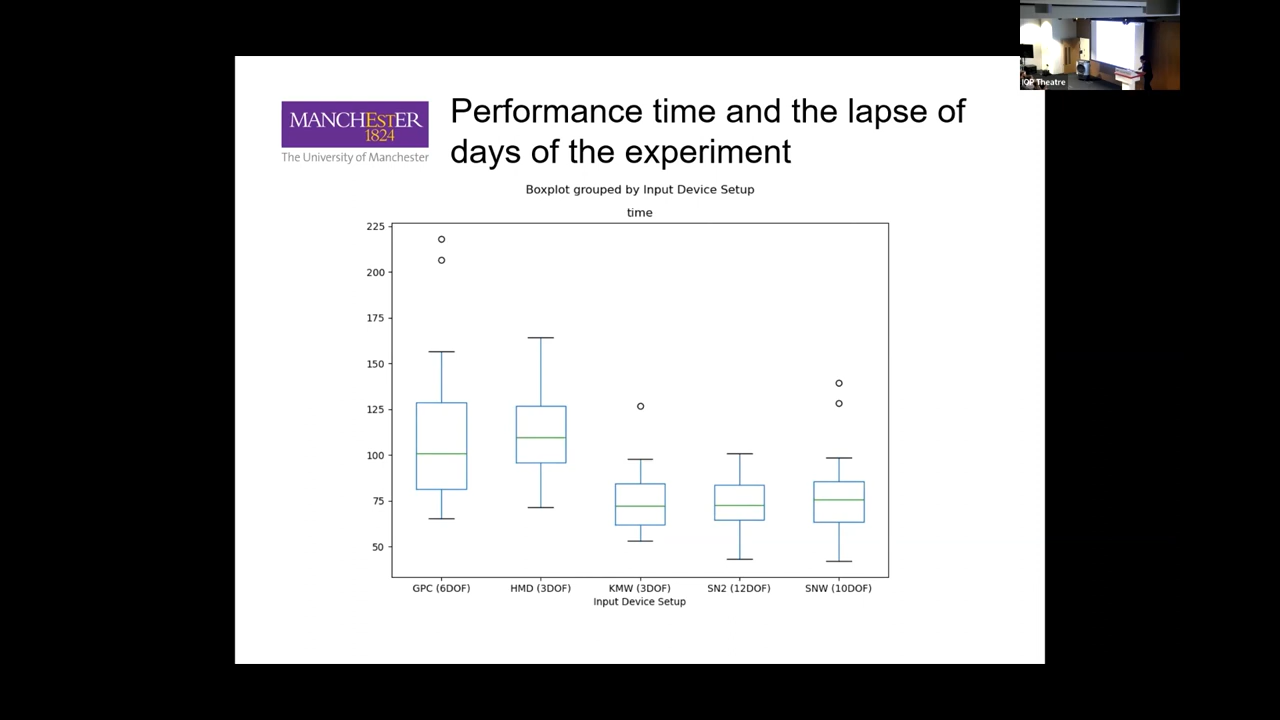 IOP Theatre
MANCHESTER
1824
The University of Manchester
Performance time and the lapse of
days of the experiment
Boxplot grouped by Input Device Setup
time
225
200
175
150
125
100
75
50
GPC (6DOF) HMD (3DOF) KMW (3DOF) SN2 (12DOF) SNW (10DOF)
Input Device Setup